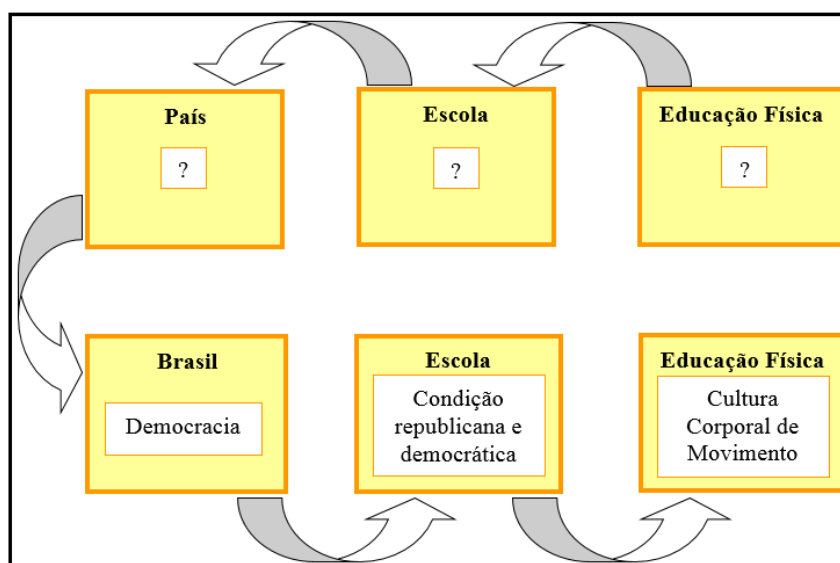 País
?
Escola
?
Educação Física
?
Brasil
Democracia
Escola
Condição
republicana e
democrática
Educação Física
Cultura
Corporal de
Movimento